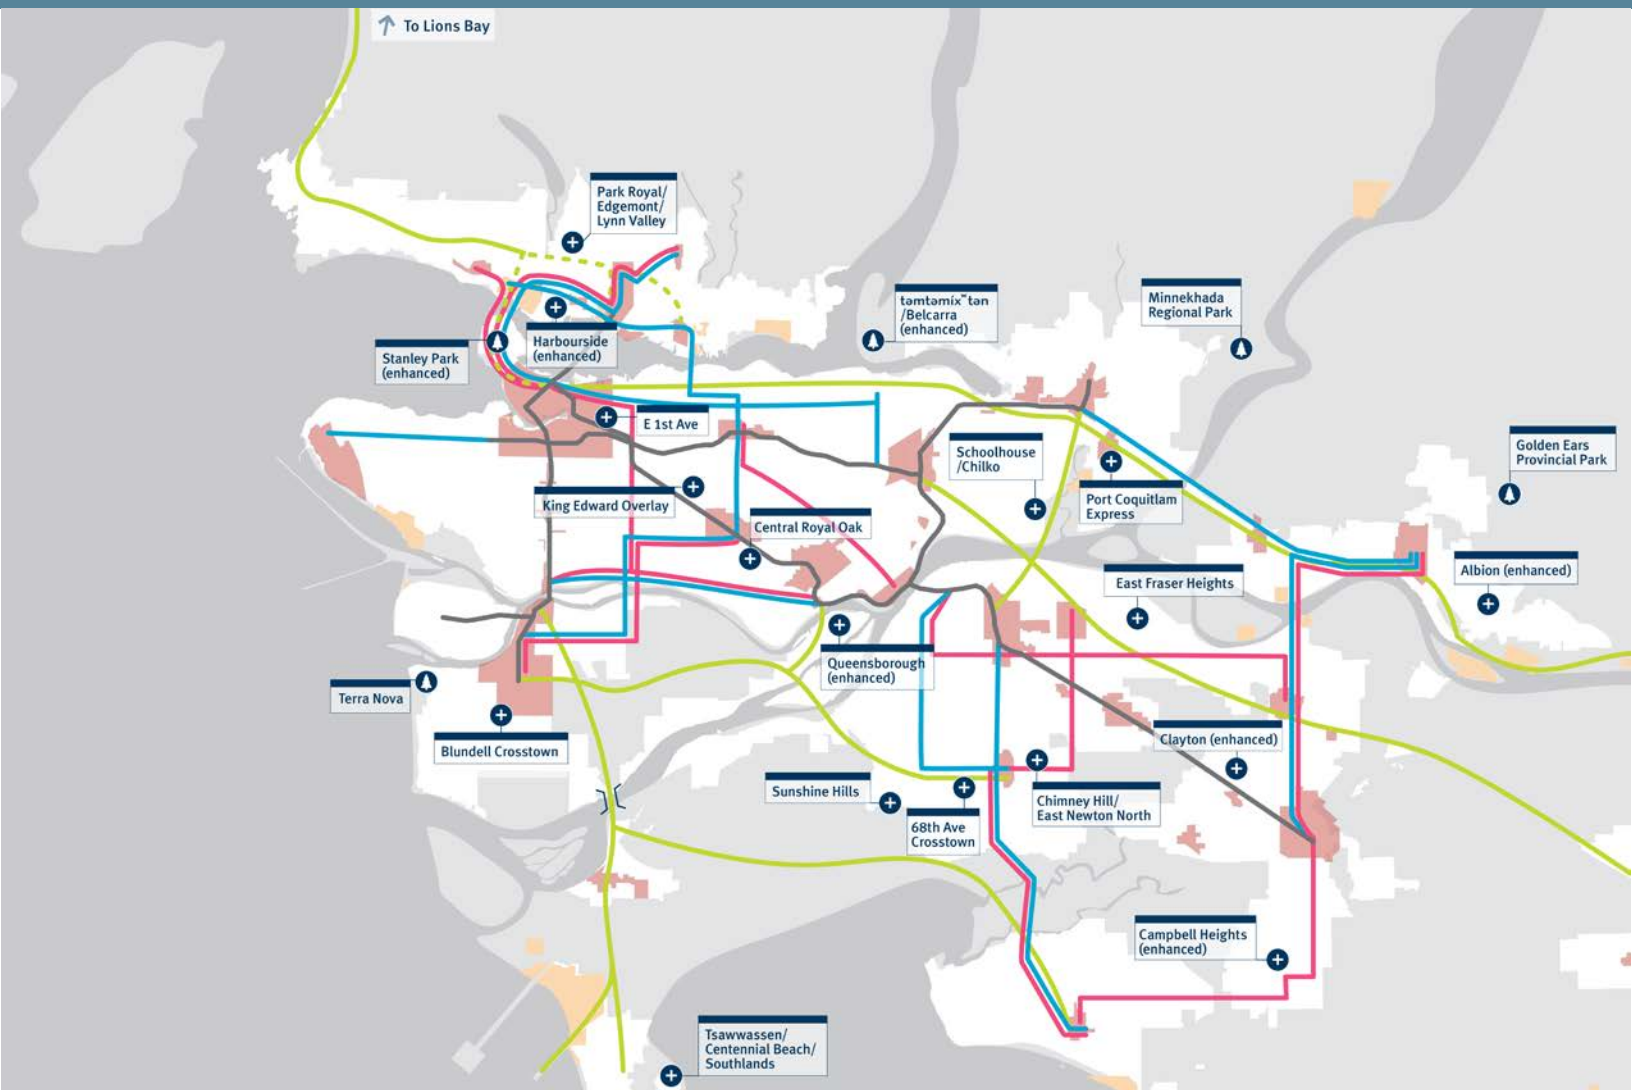 To Lions Bay
Park Royal/
Edgemont/
Lynn Valley
təmtəmíxʷtən
/Belcarra
(enhanced)
Minnekhada
Regional Park
Stanley Park
(enhanced)
Harbourside
(enhanced)
E 1st Ave
Schoolhouse
/Chilko
Golden Ears
Provincial Park
King Edward Overlay
Port Coquitlam
Express
Central Royal Oak
East Fraser Heights
Albion (enhanced)
Queensborough
(enhanced)
Terra Nova
Blundell Crosstown
Clayton (enhanced)
Sunshine Hills
68th Ave
Crosstown
Chimney Hill/
East Newton North
Campbell Heights
(enhanced)
Tsawwassen/
Centennial Beach/
Southlands